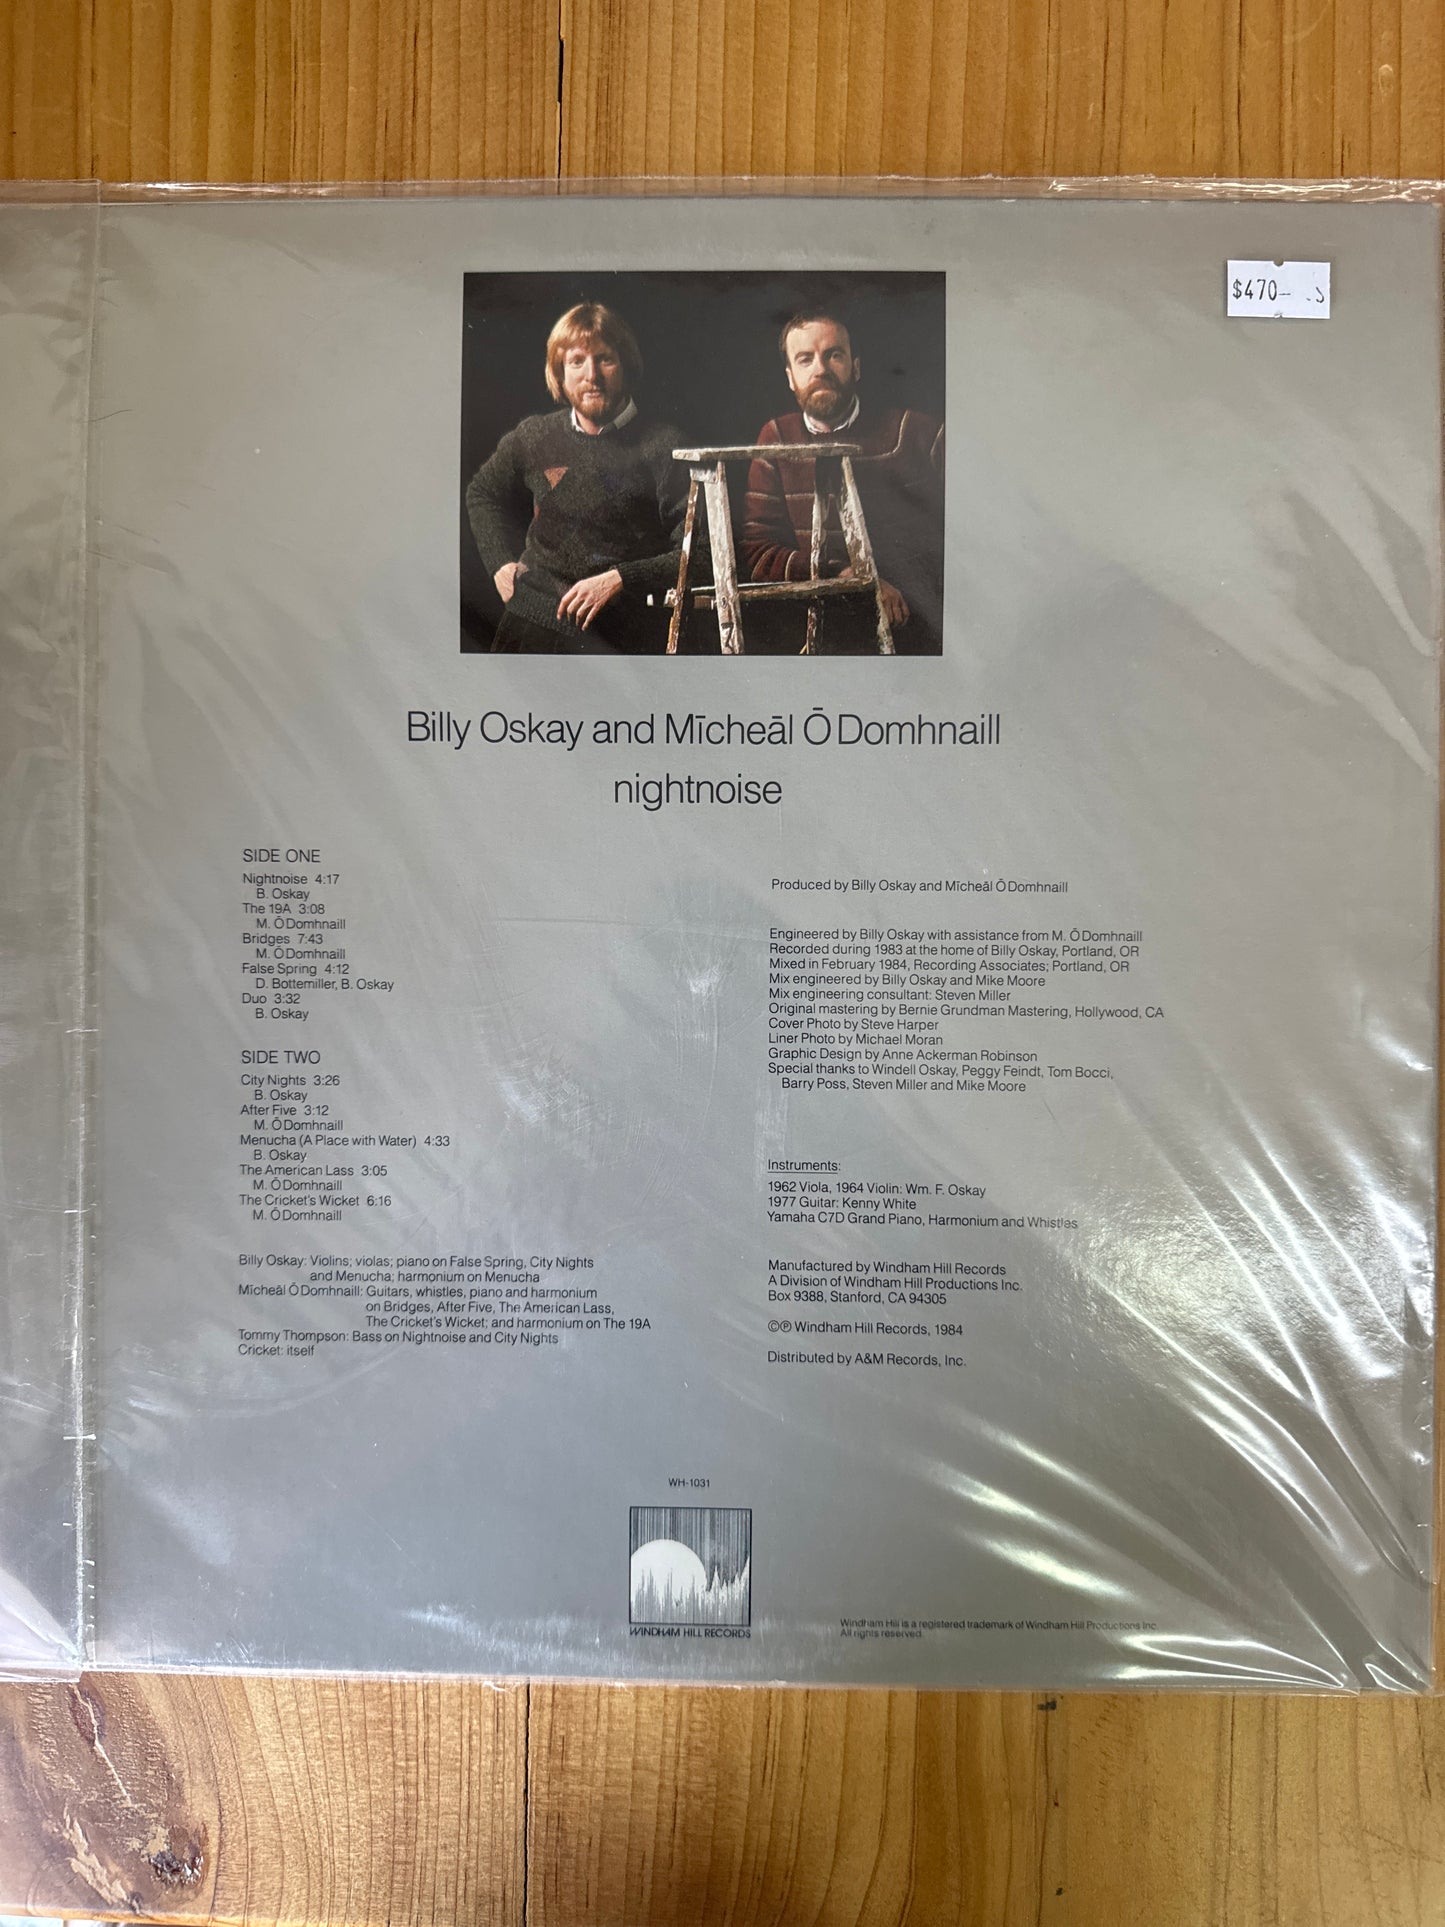 $470-
Billy Oskay and Mīcheāl Ō Domhnaill
nightnoise
SIDE ONE
Nightnoise 4:17
B. Oskay
The 19A 3:08
M. Ō Domhnaill
Bridges 7:43
M. Ō Domhnaill
False Spring 4:12
D. Bottemiller, B. Oskay
Duo 3:32
B. Oskay
SIDE TWO
City Nights 3:26
B. Oskay
After Five 3:12
M. Ō Domhnaill
Menucha (A Place with Water) 4:33
B. Oskay
The American Lass 3:05
M. Ō Domhnaill
The Cricket's Wicket 6:16
M. Ō Domhnaill
Billy Oskay: Violins; violas; piano on False Spring, City Nights
and Menucha; harmonium on Menucha
Mīcheāl Ō Domhnaill: Guitars, whistles, piano and harmonium
on Bridges, After Five, The American Lass,
The Cricket's Wicket; and harmonium on The 19A
Tommy Thompson: Bass on Nightnoise and City Nights
Cricket: itself
Produced by Billy Oskay and Mīcheāl Ō Domhnaill
Engineered by Billy Oskay with assistance from M. Ō Domhnaill
Recorded during 1983 at the home of Billy Oskay, Portland, OR
Mixed in February 1984, Recording Associates; Portland, OR
Mix engineered by Billy Oskay and Mike Moore
Mix engineering consultant: Steven Miller
Original mastering by Bernie Grundman Mastering, Hollywood, CA
Cover Photo by Steve Harper
Liner Photo by Michael Moran
Graphic Design by Anne Ackerman Robinson
Special thanks to Windell Oskay, Peggy Feindt, Tom Bocci,
Barry Poss, Steven Miller and Mike Moore
Instruments:
1962 Viola, 1964 Violin: Wm. F. Oskay
1977 Guitar: Kenny White
Yamaha C7D Grand Piano, Harmonium and Whistles
Manufactured by Windham Hill Records
A Division of Windham Hill Productions Inc.
Box 9388, Stanford, CA 94305
©℗ Windham Hill Records, 1984
Distributed by A&M Records, Inc.
WH-1031
WINDHAM HILL RECORDS
Windham Hill is a registered trademark of Windham Hill Productions Inc.
All rights reserved.